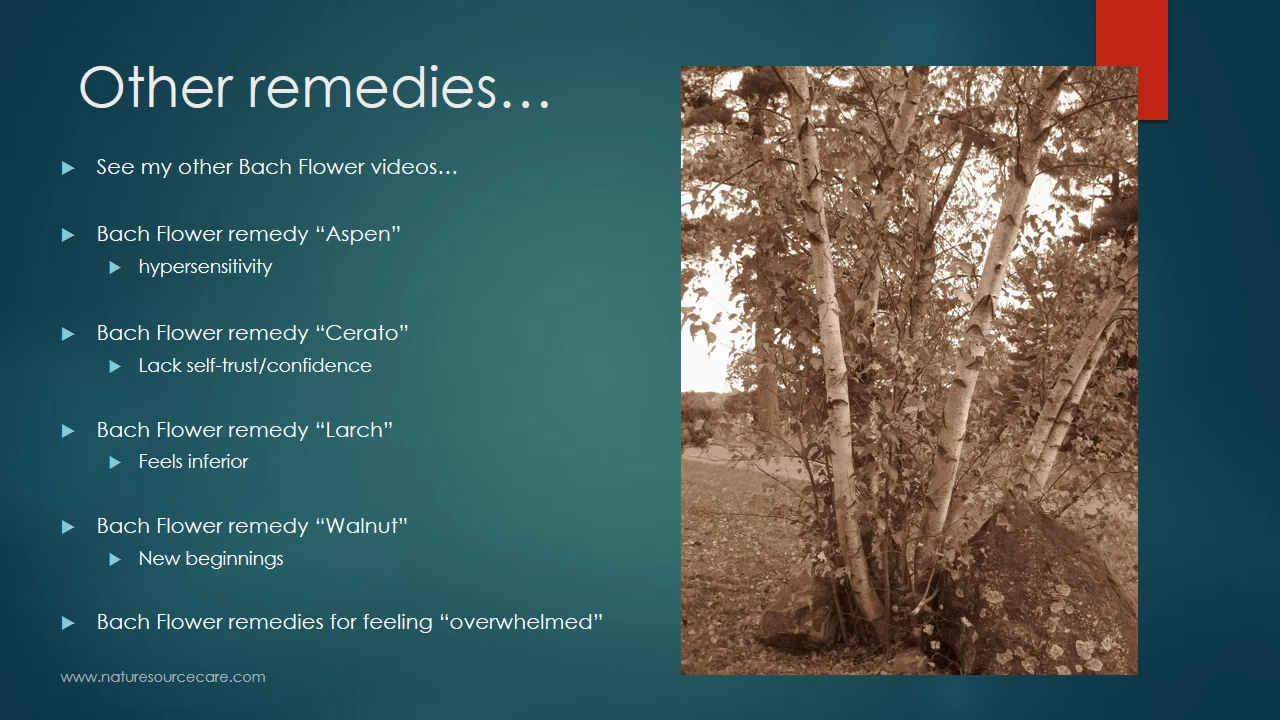 Other remedies…
See my other Bach Flower videos…
Bach Flower remedy “Aspen”
hypersensitivity
Bach Flower remedy “Cerato”
Lack self-trust/confidence
Bach Flower remedy “Larch”
Feels inferior
Bach Flower remedy “Walnut”
New beginnings
Bach Flower remedies for feeling “overwhelmed”
www.naturesourcecare.com